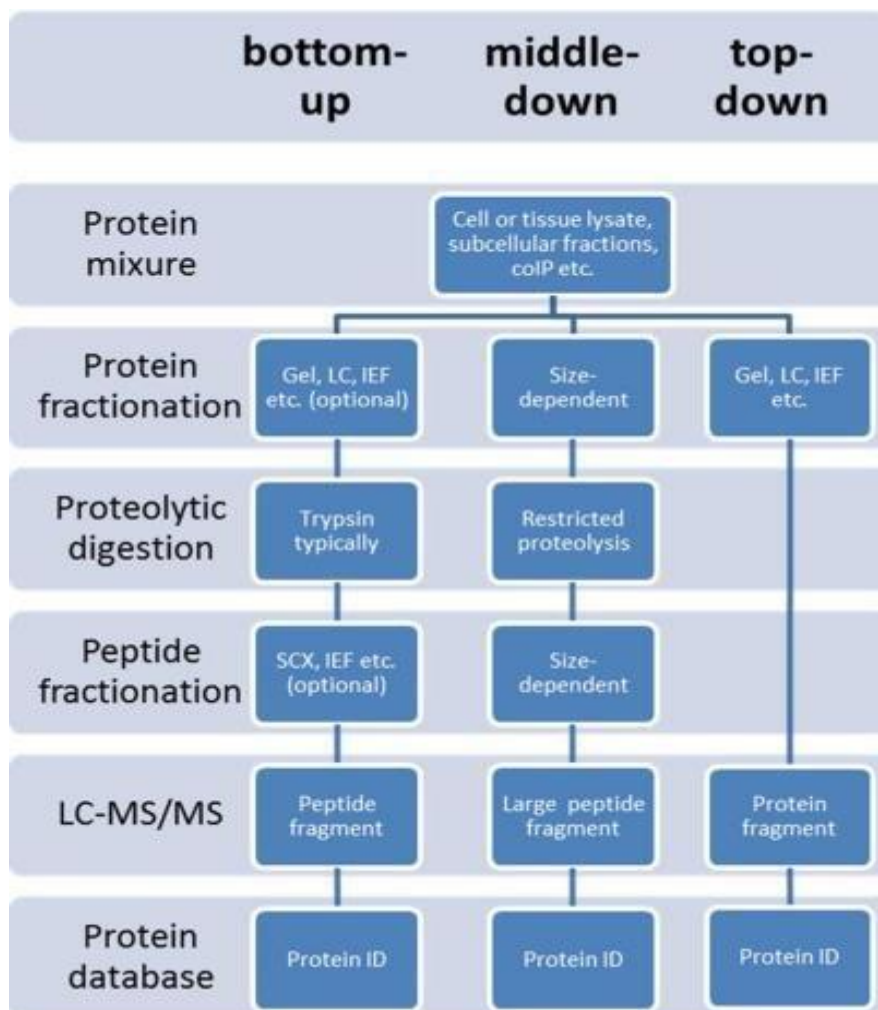 bottom-
up
middle-
down
top-
down
Protein
mixure
Cell or tissue lysate,
subcellular fractions,
coIP etc.
Protein
fractionation
Gel, LC, IEF
etc. (optional)
Size-
dependent
Gel, LC, IEF
etc.
Proteolytic
digestion
Trypsin
typically
Restricted
proteolysis
Peptide
fractionation
SCX, IEF etc.
(optional)
Size-
dependent
LC-MS/MS
Peptide
fragment
Large peptide
fragment
Protein
fragment
Protein
database
Protein ID
Protein ID
Protein ID